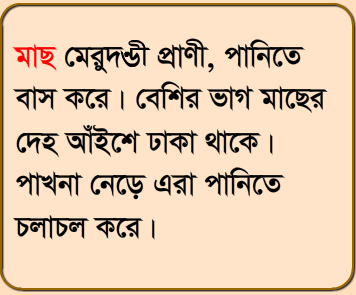 মাছ মেরুদণ্ডী প্রাণী, পানিতে
বাস করে। বেশির ভাগ মাছের
দেহ আঁইশে ঢাকা থাকে।
পাখনা নেড়ে এরা পানিতে
চলাচল করে।